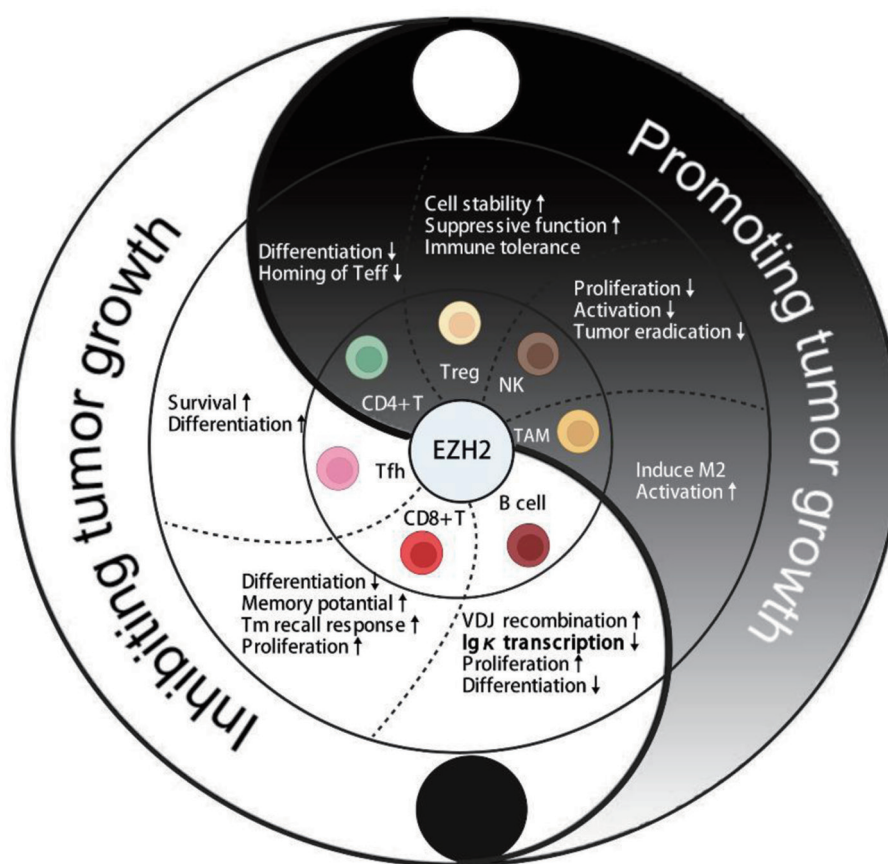 Promoting tumor growth
Inhibiting tumor growth
Cell stability ↑
Suppressive function ↑
Immune tolerance
Differentiation ↓
Homing of Teff ↓
Proliferation ↓
Activation ↓
Tumor eradication ↓
Treg
NK
CD4+ T
TAM
EZH2
Survival ↑
Differentiation ↑
Induce M2
Activation ↑
Tfh
B cell
CD8+T
Differentiation ↓
Memory potential ↑
Tm recall response ↑
Proliferation ↑
VDJ recombination ↑
Ig κ transcription ↓
Proliferation ↑
Differentiation ↓